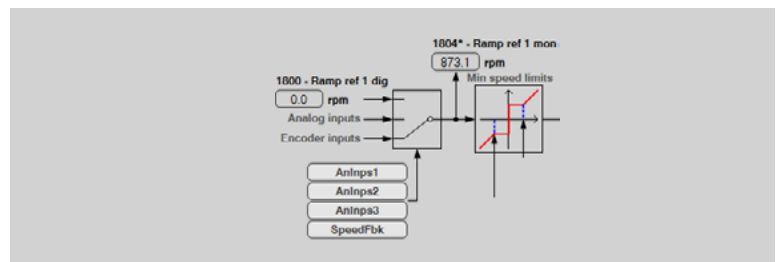 1804* - Ramp ref 1 mon
873.1 rpm
Min speed limits
1800 - Ramp ref 1 dig
0.0 rpm
Analog inputs
Encoder inputs
AnInps1
AnInps2
AnInps3
SpeedFbk